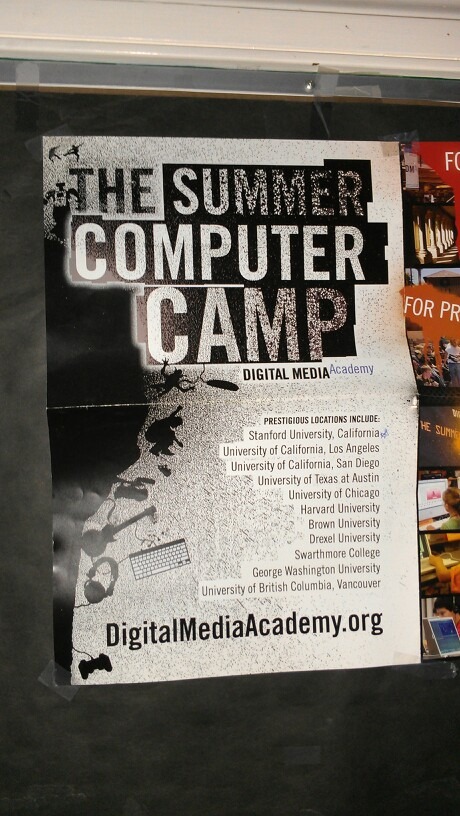 THE SUMMER
COMPUTER
CAMP
DIGITAL MEDIA Academy
PRESTIGIOUS LOCATIONS INCLUDE:
Stanford University, California
University of California, Los Angeles
University of California, San Diego
University of Texas at Austin
University of Chicago
Harvard University
Brown University
Drexel University
Swarthmore College
George Washington University
University of British Columbia, Vancouver
DigitalMediaAcademy.org
FO
FOR PR
THE SUMM